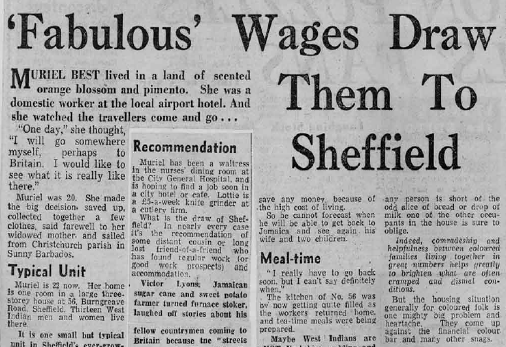 'Fabulous' Wages Draw
Them To
Sheffield
MURIEL BEST lived in a land of scented
orange blossom and pimento. She was a
domestic worker at the local airport hotel. And
she watched the travellers come and go . . .
"One day," she thought,
"I will go somewhere
myself, perhaps to
Britain. I would like to
see what it is really like
there."
Muriel was 20. She made
the big decision, saved up,
collected together a few
clothes, said farewell to her
widowed mother and sailed
from Christchurch parish in
Sunny Barbados.
Typical Unit
Muriel is 22 now. Her home
is one room in a large three-
storey house at 56, Burngreave
Road, Sheffield. Thirteen West
Indian men and women live
there.
It is one small but typical
unit in Sheffield's ever-grow-
Recommendation
Muriel has been a waitress
in the nurses' dining room at
the City General Hospital, and
is hoping to find a job soon in
a city hotel or cafe. Lottie is
a £5-a-week knife grinder at
a cutlery firm.
What is the draw of Shef-
field? In nearly every case
it's the recommendation of
some distant cousin or long
lost friend-of-a-friend who
has found regular work (or
good work prospects) and
accommodation.
Victor Lyons, Jamaican
sugar cane and sweet potato
farmer turned furnace stoker,
laughed off stories about his
fellow countrymen coming to
Britain because the "streets
save any money because of
the high cost of living.
So he cannot forecast when
he will be able to get back to
Jamaica and see again his
wife and two children.
Meal-time
"I really have to go back
soon, but I can't say definitely
when."
The kitchen of No. 56 was
by now getting quite filled as
the workers returned home,
and tea-time meals were being
prepared.
Maybe West Indians are
any person is short of the
odd slice of bread or drop of
milk one of the other occu-
pants in the house is sure to
oblige.
Indeed, commodising and
helpfulness between coloured
families living together in
great numbers helps greatly
to brighten what are often
cramped and dismal con-
ditions.
But the housing situation
generally for coloured folk is
one mighty big problem and
heartache. They come up
against the financial colour
bar and many other snags.